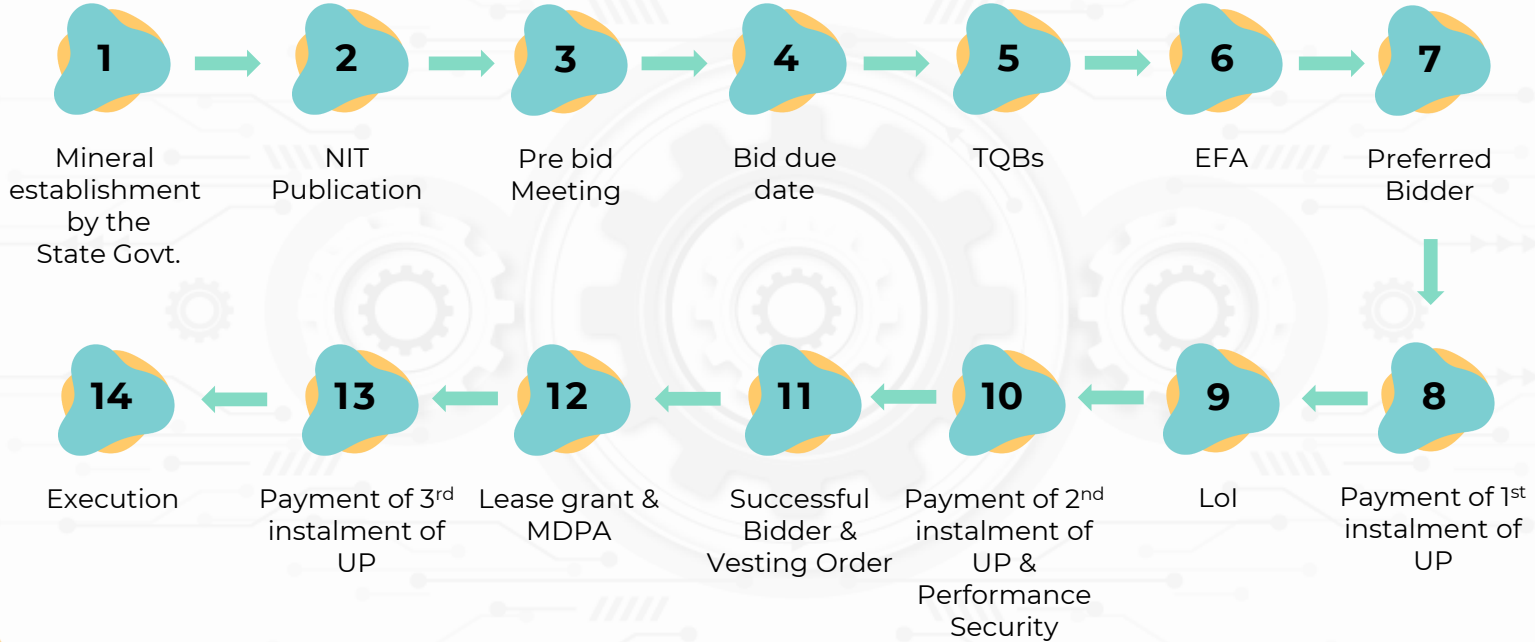 1
Mineral
establishment
by the
State Govt.
2
NIT
Publication
3
Pre bid
Meeting
4
Bid due
date
5
TQBs
6
EFA
7
Preferred
Bidder
8
Payment of 1st
instalment of
UP
9
LoI
10
Payment of 2nd
instalment of
UP &
Performance
Security
11
Successful
Bidder &
Vesting Order
12
Lease grant &
MDPA
13
Payment of 3rd
instalment of
UP
14
Execution